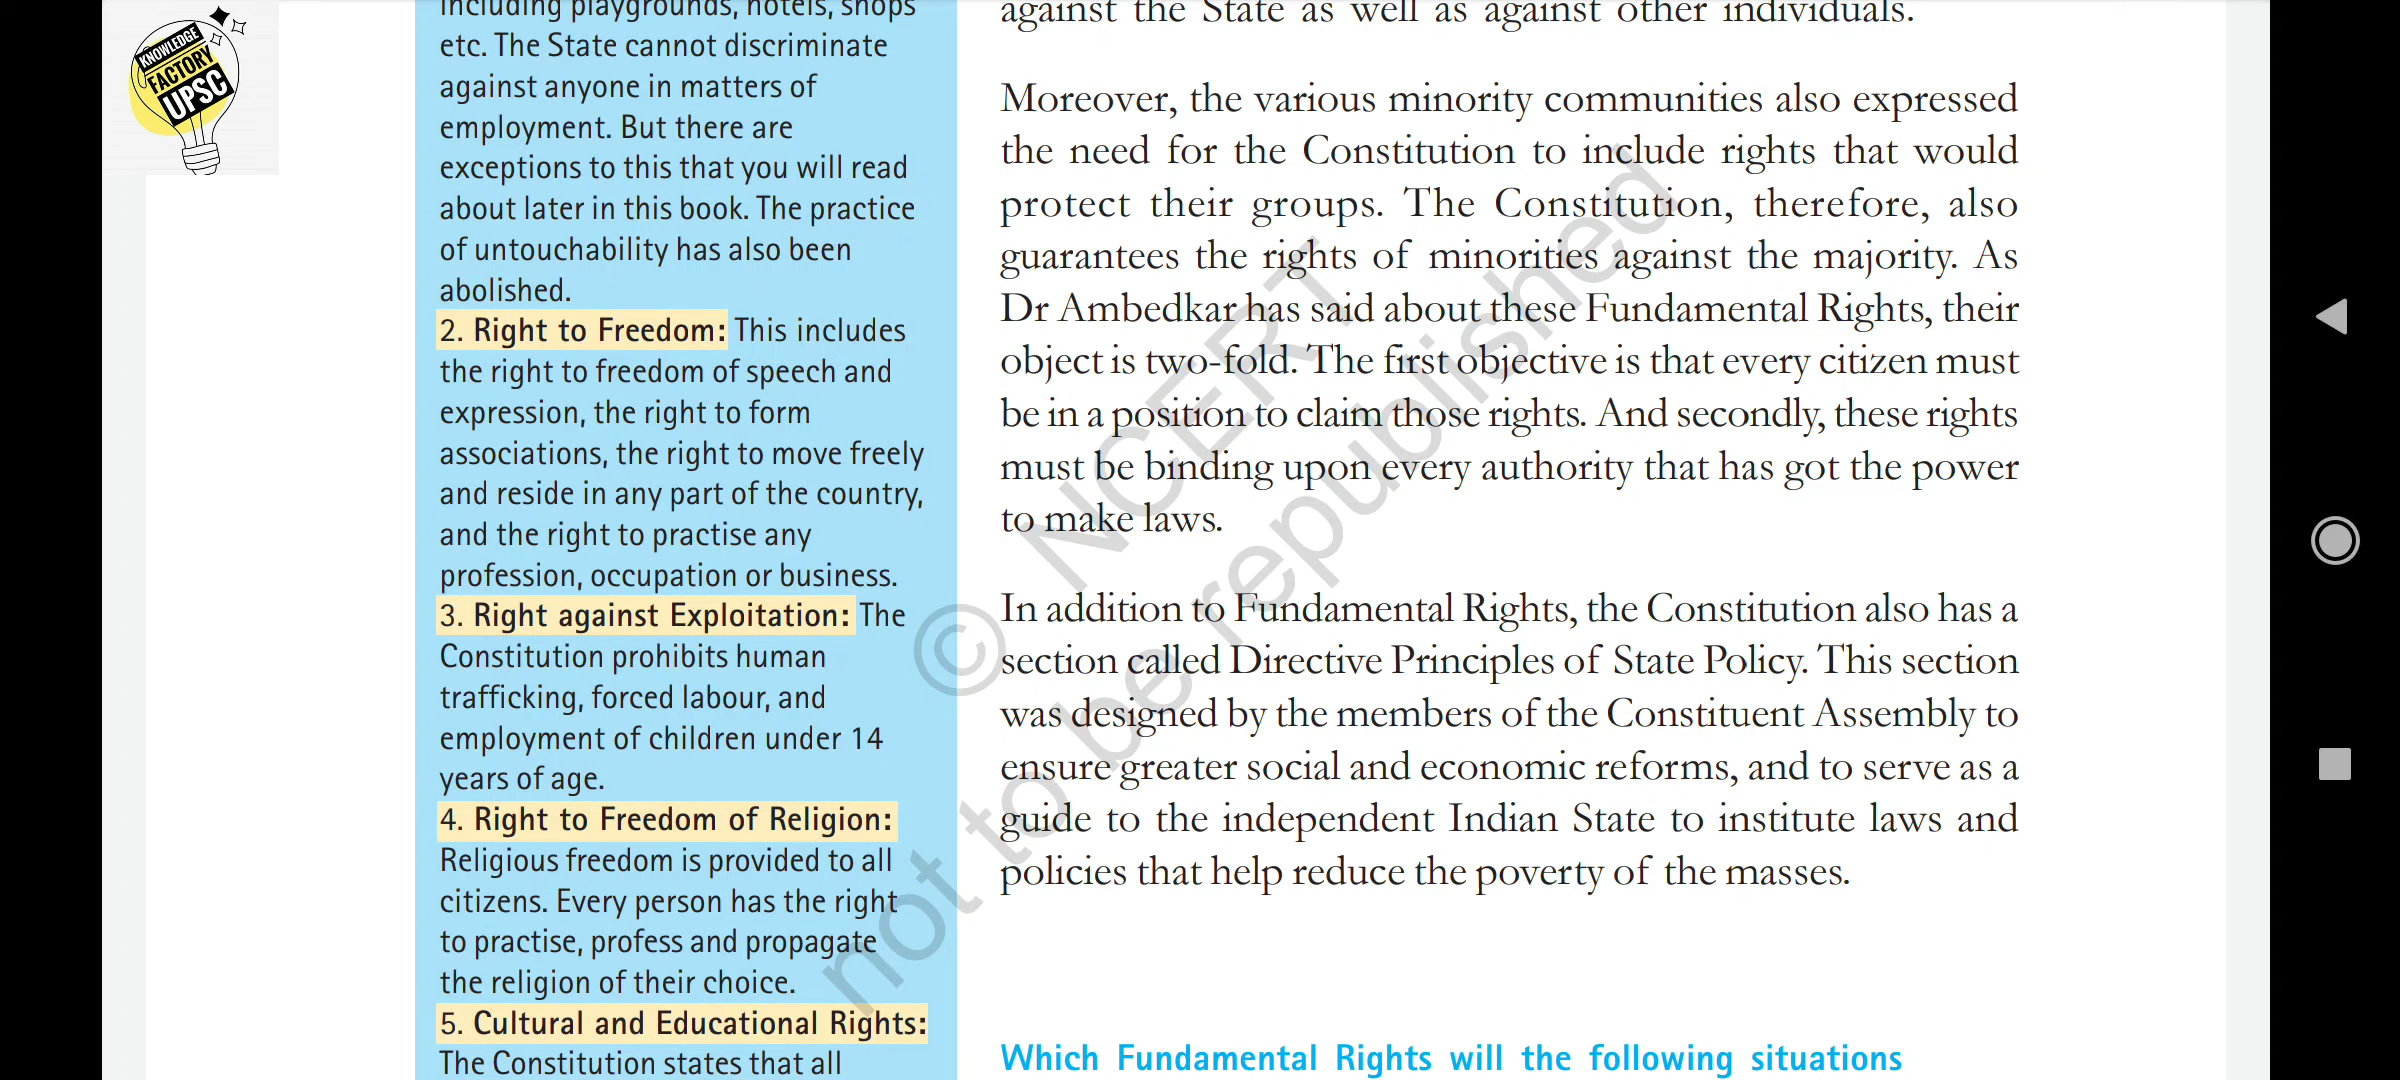 KNOWLEDGE
FACTORY
UPSC
including playgrounds, hotels, shops
etc. The State cannot discriminate
against anyone in matters of
employment. But there are
exceptions to this that you will read
about later in this book. The practice
of untouchability has also been
abolished.
2. Right to Freedom: This includes
the right to freedom of speech and
expression, the right to form
associations, the right to move freely
and reside in any part of the country,
and the right to practise any
profession, occupation or business.
3. Right against Exploitation: The
Constitution prohibits human
trafficking, forced labour, and
employment of children under 14
years of age.
4. Right to Freedom of Religion:
Religious freedom is provided to all
citizens. Every person has the right
to practise, profess and propagate
the religion of their choice.
5. Cultural and Educational Rights:
The Constitution states that all
against the State as well as against other individuals.
Moreover, the various minority communities also expressed
the need for the Constitution to include rights that would
protect their groups. The Constitution, therefore, also
guarantees the rights of minorities against the majority. As
Dr Ambedkar has said about these Fundamental Rights, their
object is two-fold. The first objective is that every citizen must
be in a position to claim those rights. And secondly, these rights
must be binding upon every authority that has got the power
to make laws.
In addition to Fundamental Rights, the Constitution also has a
section called Directive Principles of State Policy. This section
was designed by the members of the Constituent Assembly to
ensure greater social and economic reforms, and to serve as a
guide to the independent Indian State to institute laws and
policies that help reduce the poverty of the masses.
Which Fundamental Rights will the following situations
© NCERT
not to be republished